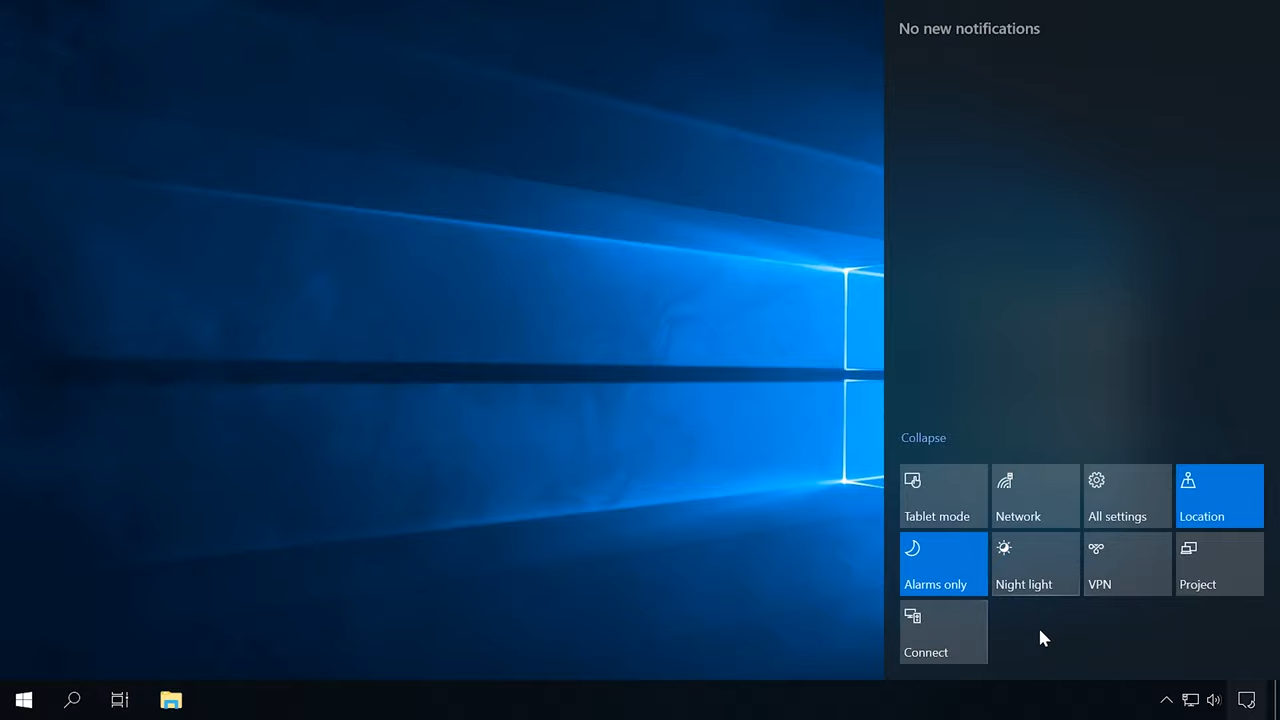 No new notifications
Collapse
Tablet mode
Network
All settings
Location
Alarms only
Night light
VPN
Project
Connect